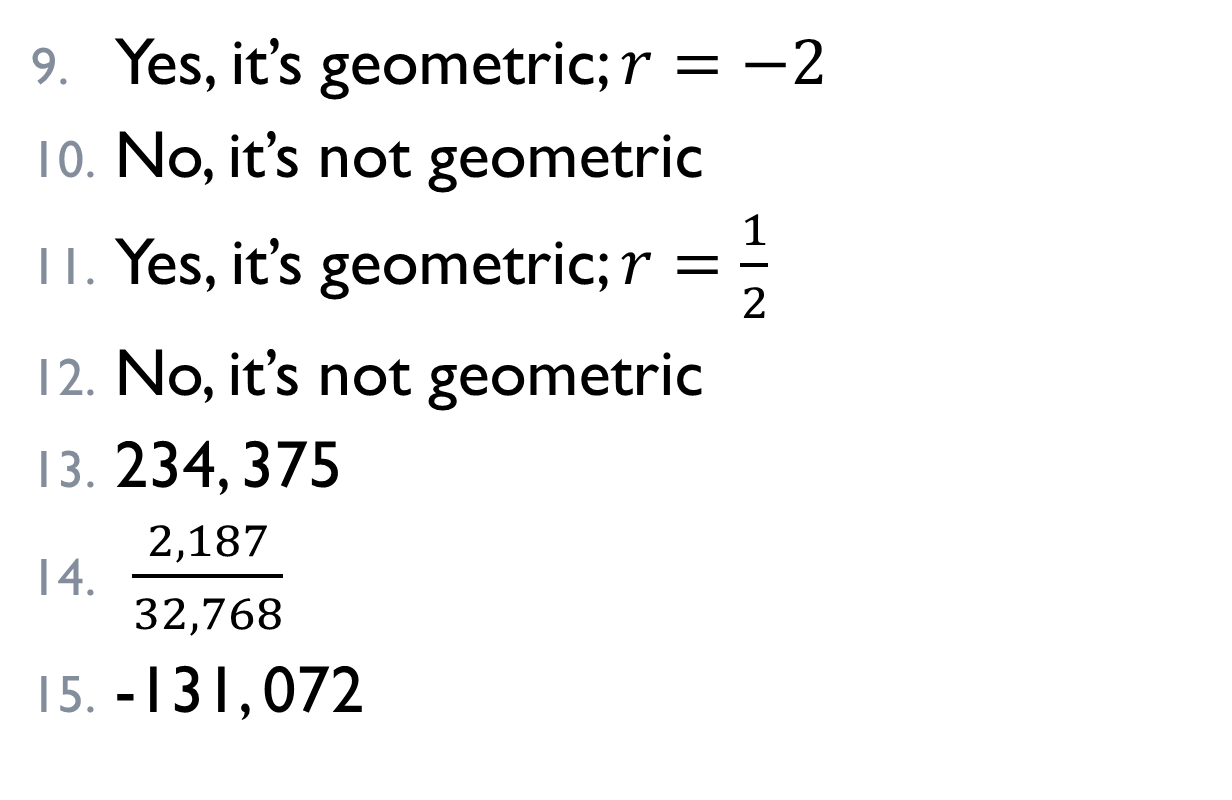 9. Yes, it’s geometric; r = −2
10. No, it’s not geometric
11. Yes, it’s geometric; r = 1/2
12. No, it’s not geometric
13. 234, 375
14. 2,187/32,768
15. -131, 072